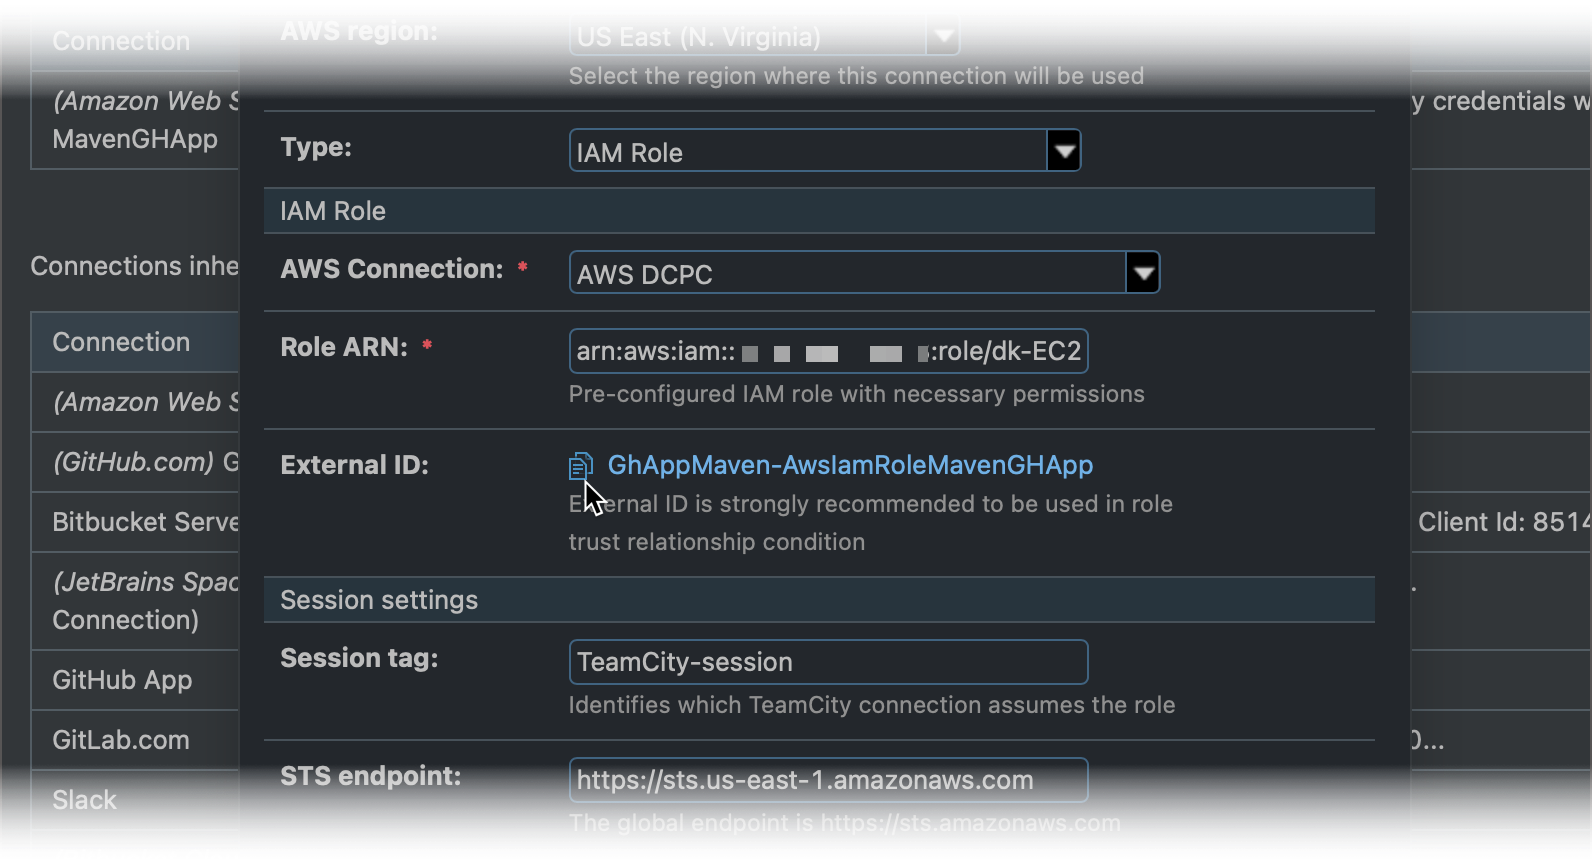 Connection
(Amazon Web S
MavenGHApp
Connections inhe
Connection
(Amazon Web S
(GitHub.com) G
Bitbucket Serve
(JetBrains Spac
Connection)
GitHub App
GitLab.com
Slack
AWS region:
US East (N. Virginia)
Select the region where this connection will be used
Type:
IAM Role
IAM Role
AWS Connection: *
AWS DCPC
Role ARN: *
arn:aws:iam:: :role/dk-EC2
Pre-configured IAM role with necessary permissions
External ID:
GhAppMaven-AwsIamRoleMavenGHApp
External ID is strongly recommended to be used in role
trust relationship condition
Session settings
Session tag:
TeamCity-session
Identifies which TeamCity connection assumes the role
STS endpoint:
https://sts.us-east-1.amazonaws.com
The global endpoint is https://sts.amazonaws.com
y credentials w
Client Id: 8514
.
0...